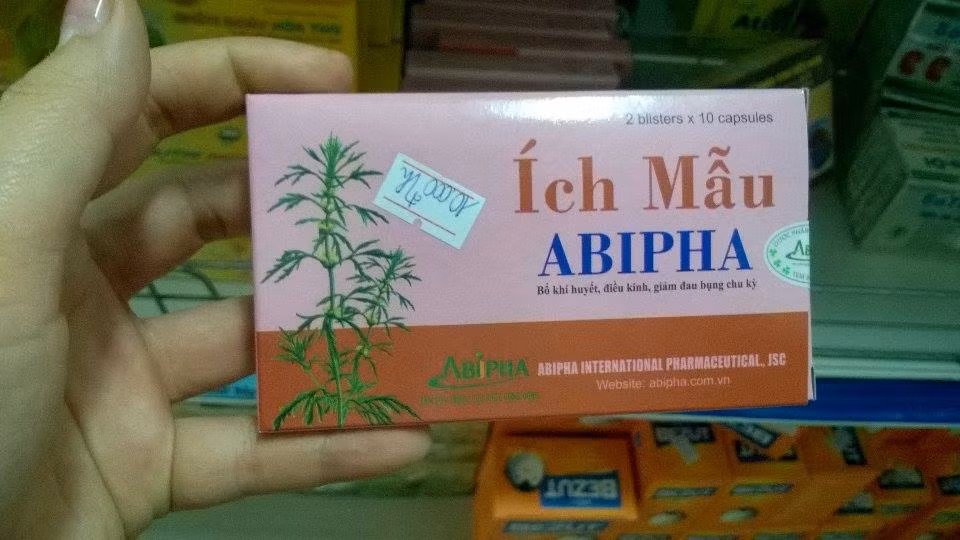 2 blisters x 10 capsules
Ích Mẫu
ABIPHA
Bổ khí huyết, điều kinh, giảm đau bụng chu kỳ
ABIPHA
ABIPHA INTERNATIONAL PHARMACEUTICAL., JSC
Website: abipha.com.vn
BEZUT